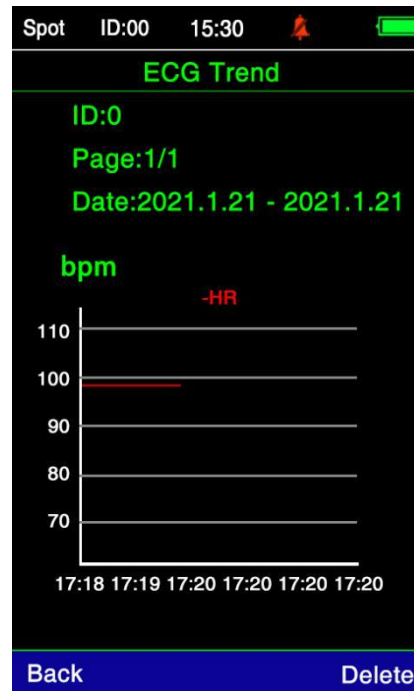 Spot ID:00 15:30
ECG Trend
ID:0
Page:1/1
Date:2021.1.21 - 2021.1.21
bpm
-HR
110
100
90
80
70
17:18 17:19 17:20 17:20 17:20 17:20
Back Delete